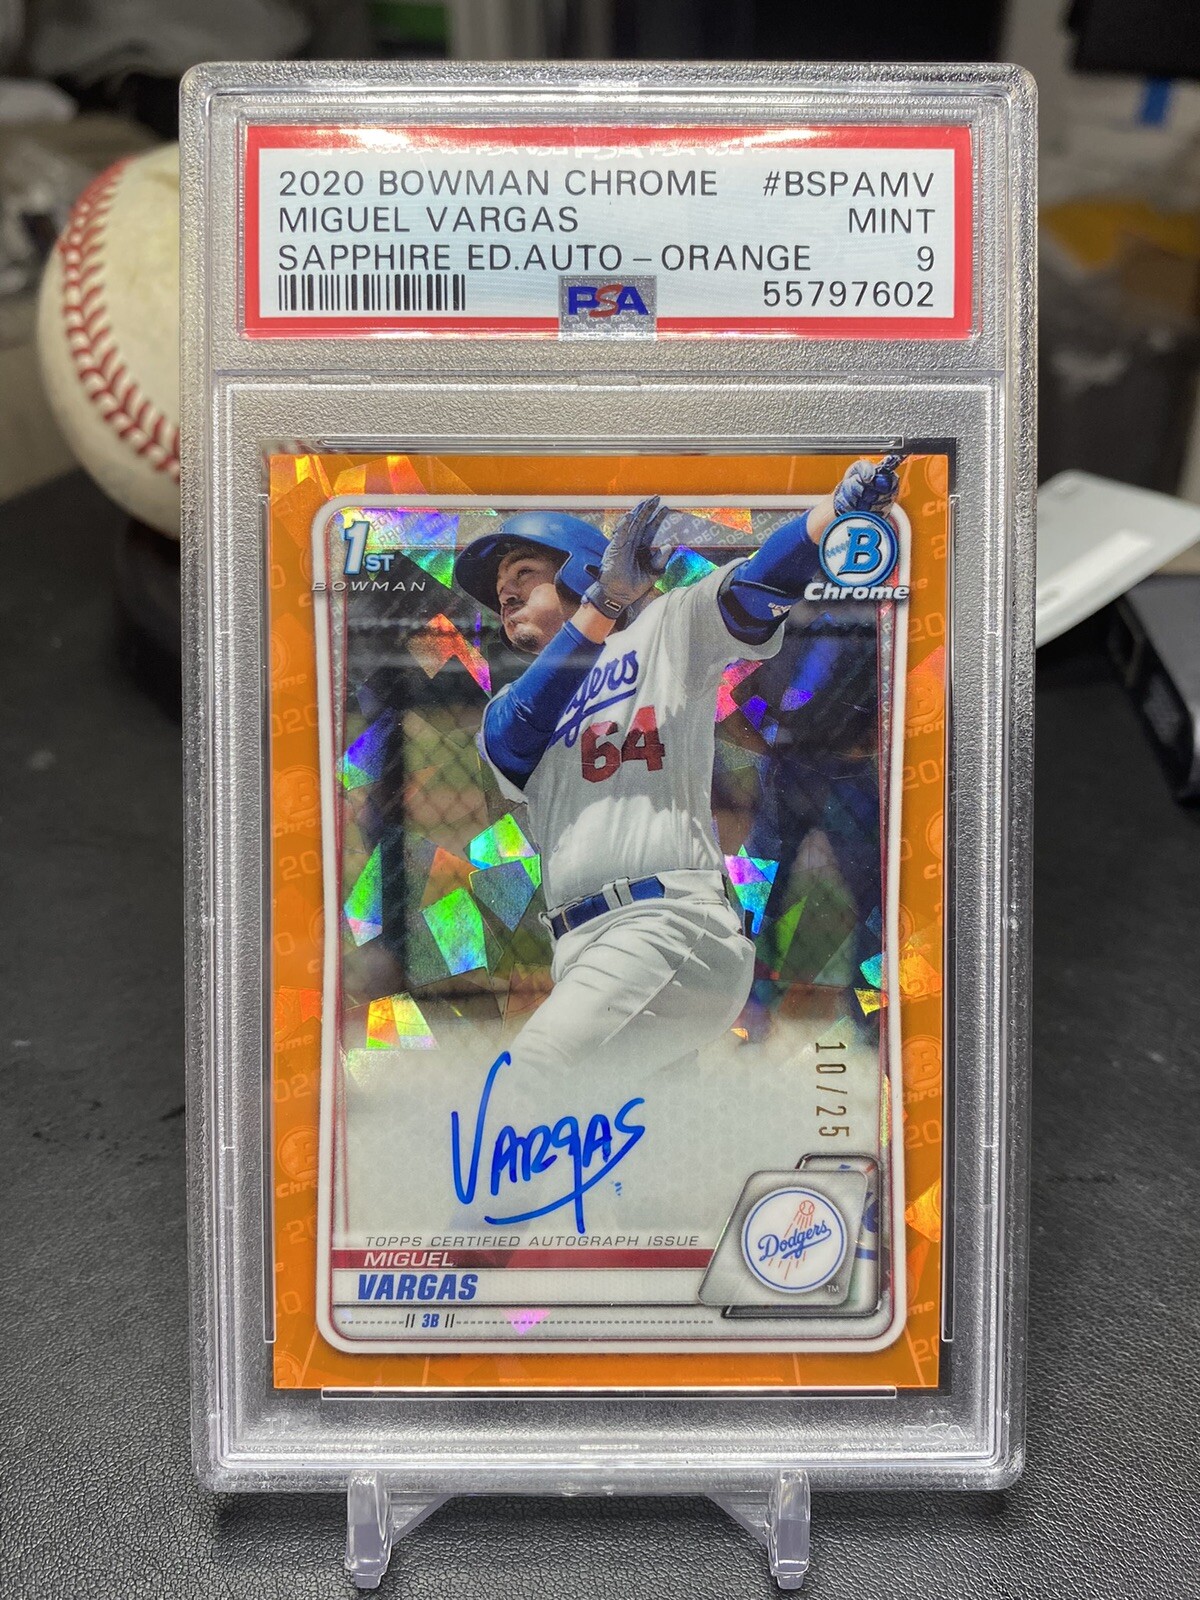 2020 BOWMAN CHROME #BSPAMV
MIGUEL VARGAS MINT
SAPPHIRE ED.AUTO – ORANGE 9
PSA 55797602
1ST
BOWMAN
B
Chrome
Dodgers
64
10/25
VARGAS
TOPPS CERTIFIED AUTOGRAPH ISSUE
MIGUEL
VARGAS
Dodgers
TM
|| 3B ||